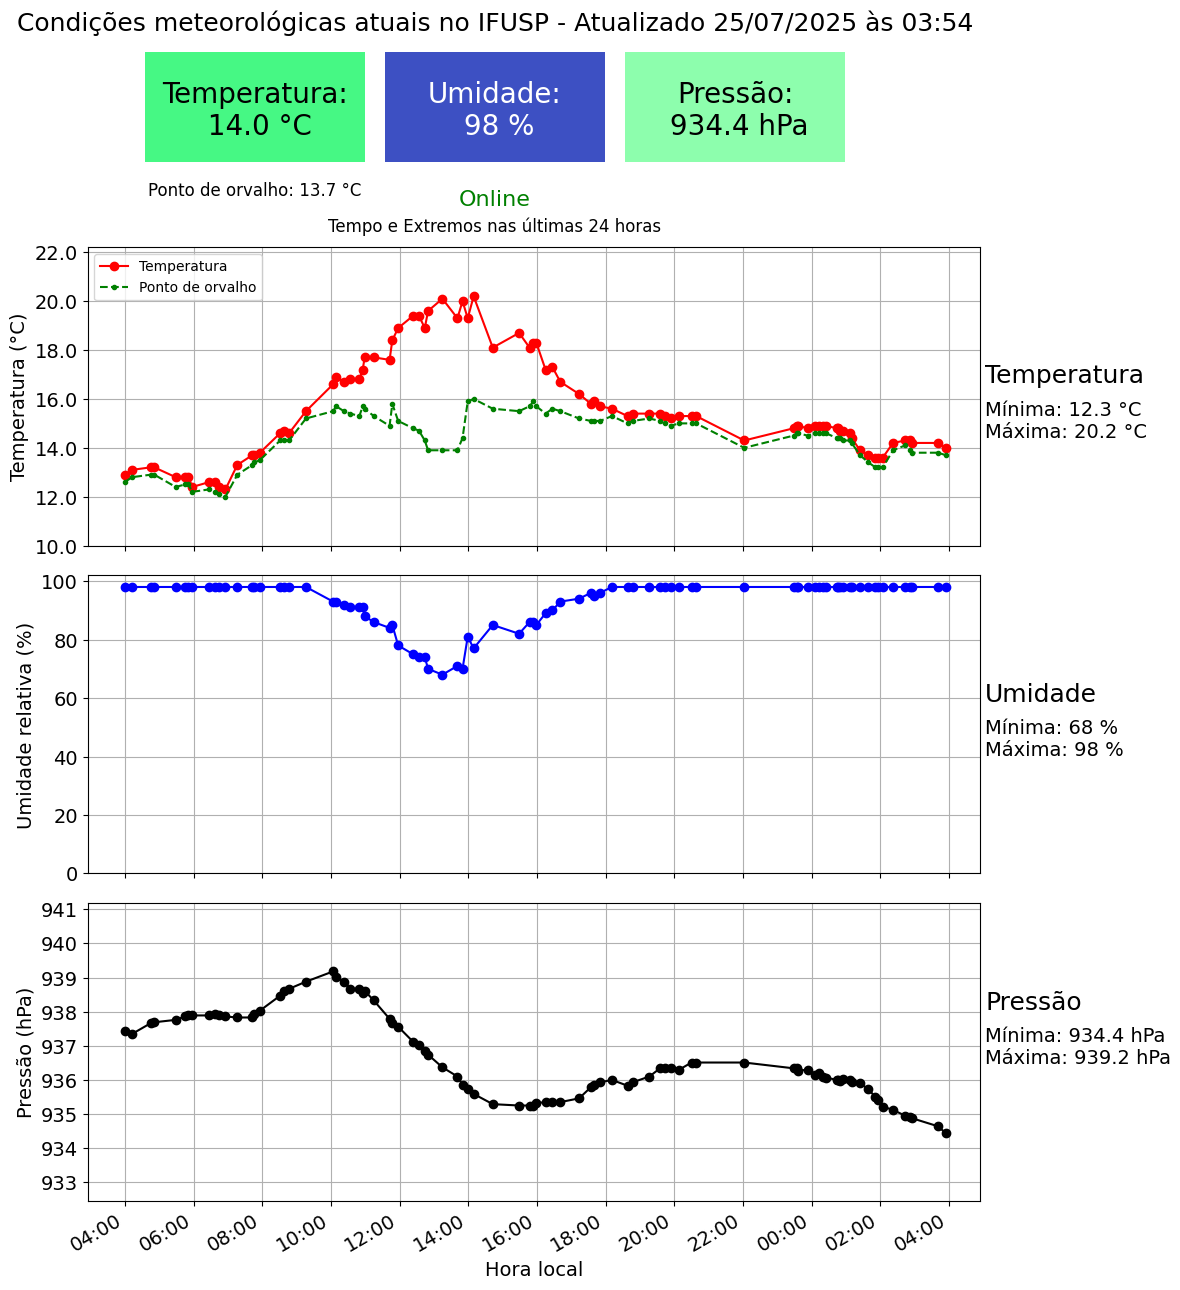 Condições meteorológicas atuais no IFUSP - Atualizado 25/07/2025 às 03:54
Temperatura:
14.0 °C
Umidade:
98 %
Pressão:
934.4 hPa
Ponto de orvalho: 13.7 °C
Online
Tempo e Extremos nas últimas 24 horas
Temperatura (°C)
22.0
20.0
18.0
16.0
14.0
12.0
10.0
Temperatura
Ponto de orvalho
Temperatura
Mínima: 12.3 °C
Máxima: 20.2 °C
Umidade relativa (%)
100
80
60
40
20
0
Umidade
Mínima: 68 %
Máxima: 98 %
Pressão (hPa)
941
940
939
938
937
936
935
934
933
Pressão
Mínima: 934.4 hPa
Máxima: 939.2 hPa
04:00 06:00 08:00 10:00 12:00 14:00 16:00 18:00 20:00 22:00 00:00 02:00 04:00
Hora local